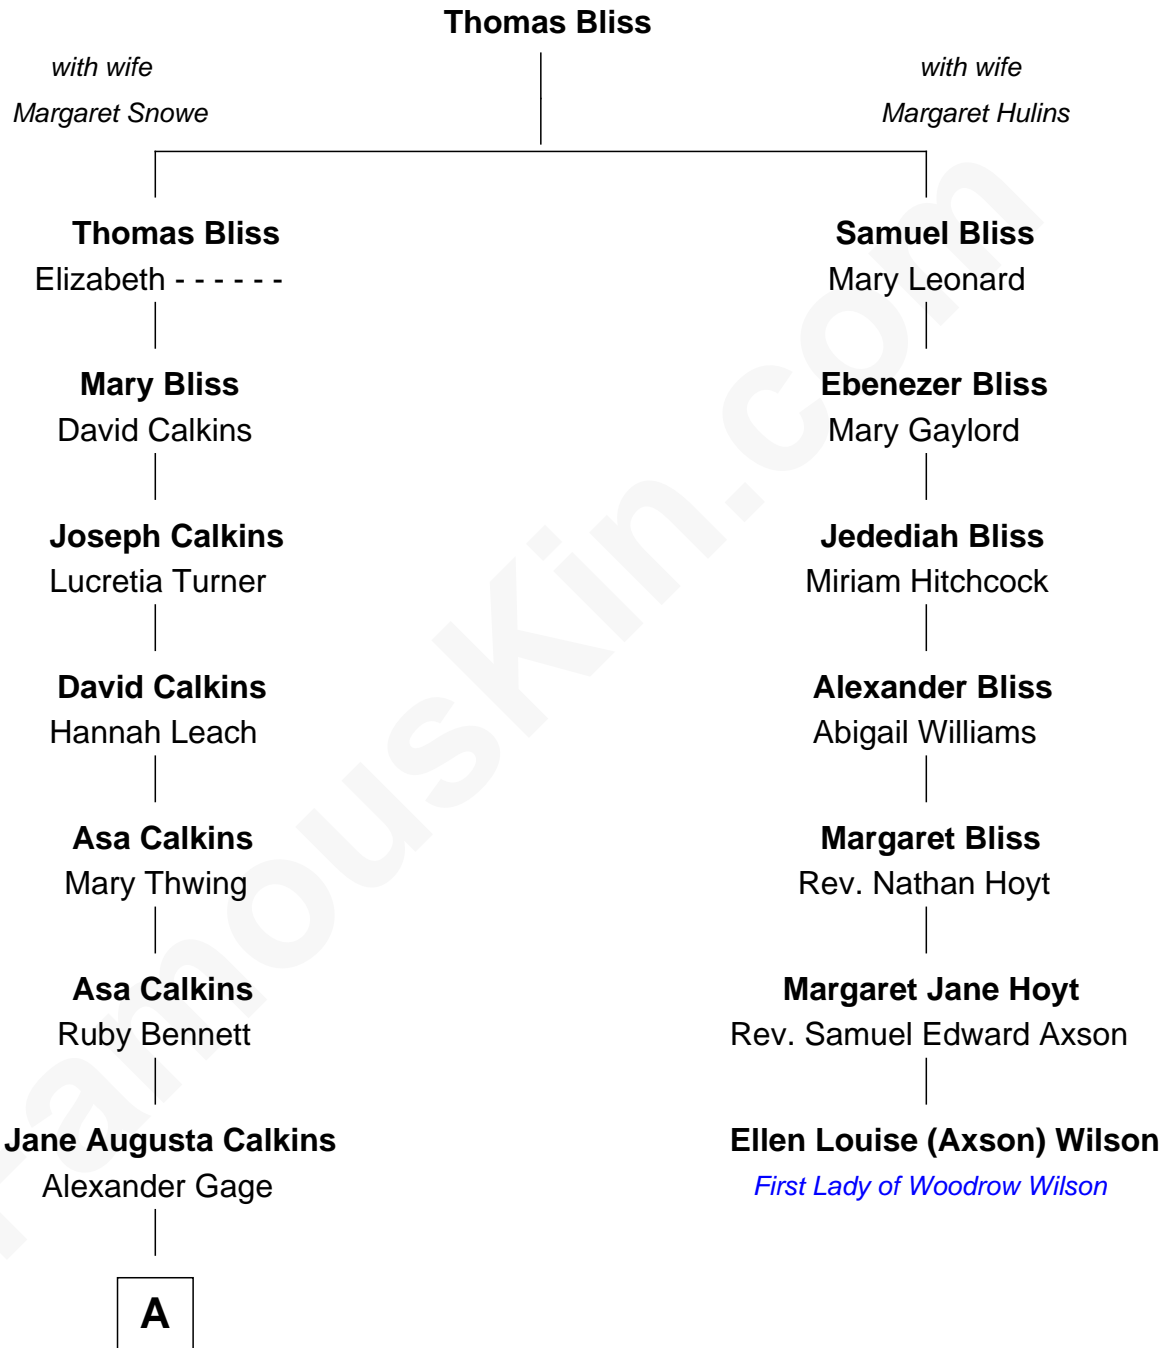 Thomas Bliss
with wife
Margaret Snowe
with wife
Margaret Hulins
Thomas Bliss
Elizabeth - - - - - -
Samuel Bliss
Mary Leonard
Mary Bliss
David Calkins
Ebenezer Bliss
Mary Gaylord
Joseph Calkins
Lucretia Turner
Jedediah Bliss
Miriam Hitchcock
David Calkins
Hannah Leach
Alexander Bliss
Abigail Williams
Asa Calkins
Mary Thwing
Margaret Bliss
Rev. Nathan Hoyt
Asa Calkins
Ruby Bennett
Margaret Jane Hoyt
Rev. Samuel Edward Axson
Jane Augusta Calkins
Alexander Gage
Ellen Louise (Axson) Wilson
First Lady of Woodrow Wilson
A
FamousKin.com